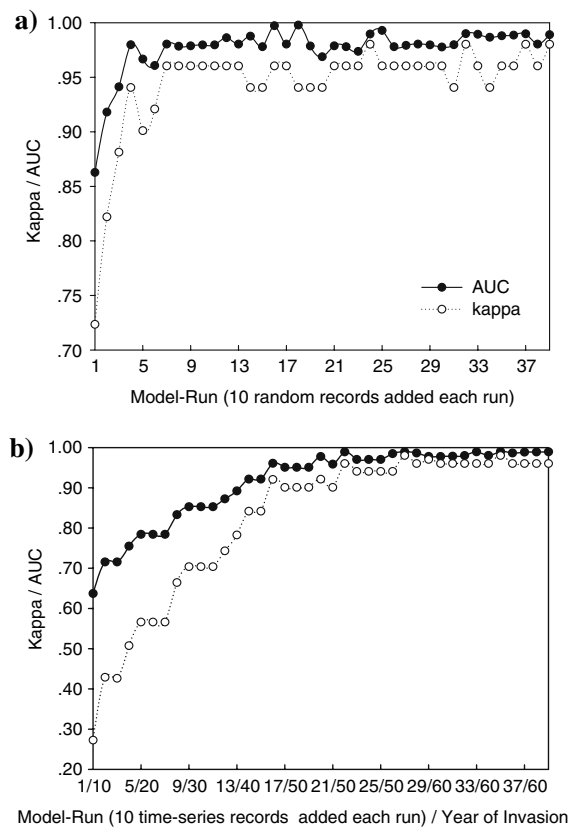 a)
1.00
.95
.90
.85
.80
.75
.70
Kappa / AUC
AUC
kappa
1 5 9 13 17 21 25 29 33 37
Model-Run (10 random records added each run)
b)
1.00
.90
.80
.70
.60
.50
.40
.30
.20
Kappa / AUC
1/10 5/20 9/30 13/40 17/50 21/50 25/50 29/60 33/60 37/60
Model-Run (10 time-series records added each run) / Year of Invasion